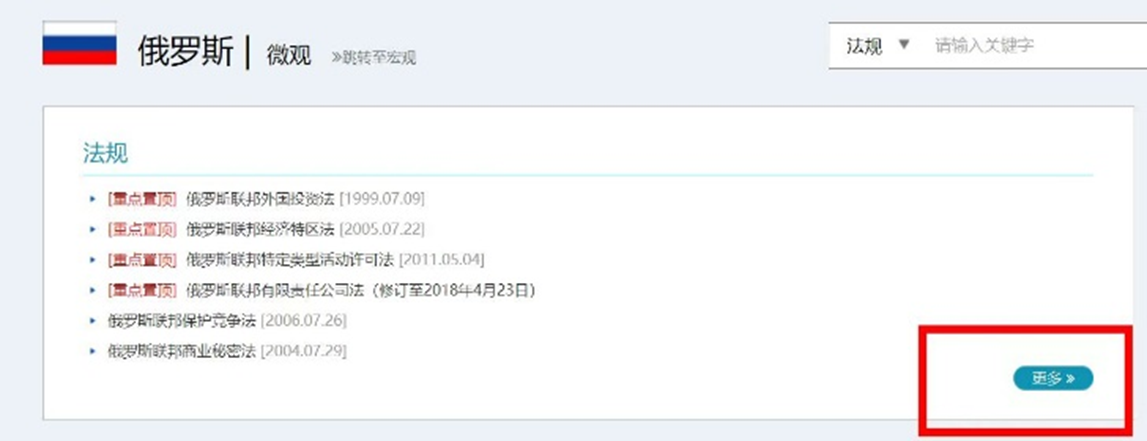 俄罗斯 | 微观 »跳转至宏观
法规 ▼ 请输入关键字
法规
[重点置顶] 俄罗斯联邦外国投资法 [1999.07.09]
[重点置顶] 俄罗斯联邦经济特区法 [2005.07.22]
[重点置顶] 俄罗斯联邦特定类型活动许可法 [2011.05.04]
[重点置顶] 俄罗斯联邦有限责任公司法（修订至2018年4月23日）
俄罗斯联邦保护竞争法 [2006.07.26]
俄罗斯联邦商业秘密法 [2004.07.29]
更多 »